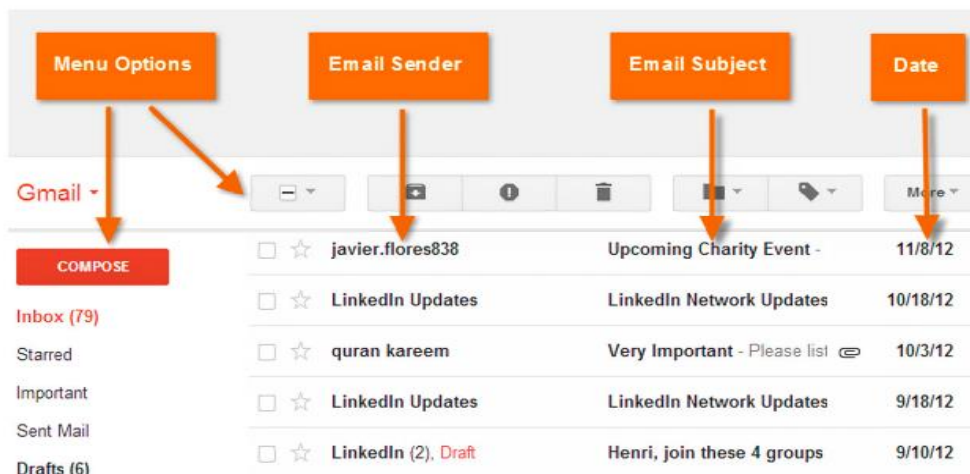 Menu Options
Email Sender
Email Subject
Date
Gmail
More
COMPOSE
javier.flores838 Upcoming Charity Event - 11/8/12
Inbox (79)
LinkedIn Updates LinkedIn Network Updates 10/18/12
Starred
quran kareem Very Important - Please list 10/3/12
Important
LinkedIn Updates LinkedIn Network Updates 9/18/12
Sent Mail
LinkedIn (2), Draft Henri, join these 4 groups 9/10/12
Drafts (6)